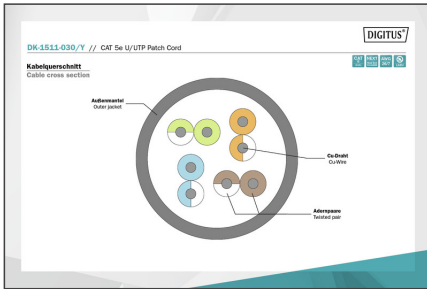 DIGITUS®
DK-1511-030/Y // CAT 5e U/UTP Patch Cord
Kabelquerschnitt
Cable cross section
Außenmantel
Outer jacket
Cu-Draht
Cu-Wire
Adernpaare
Twisted pair